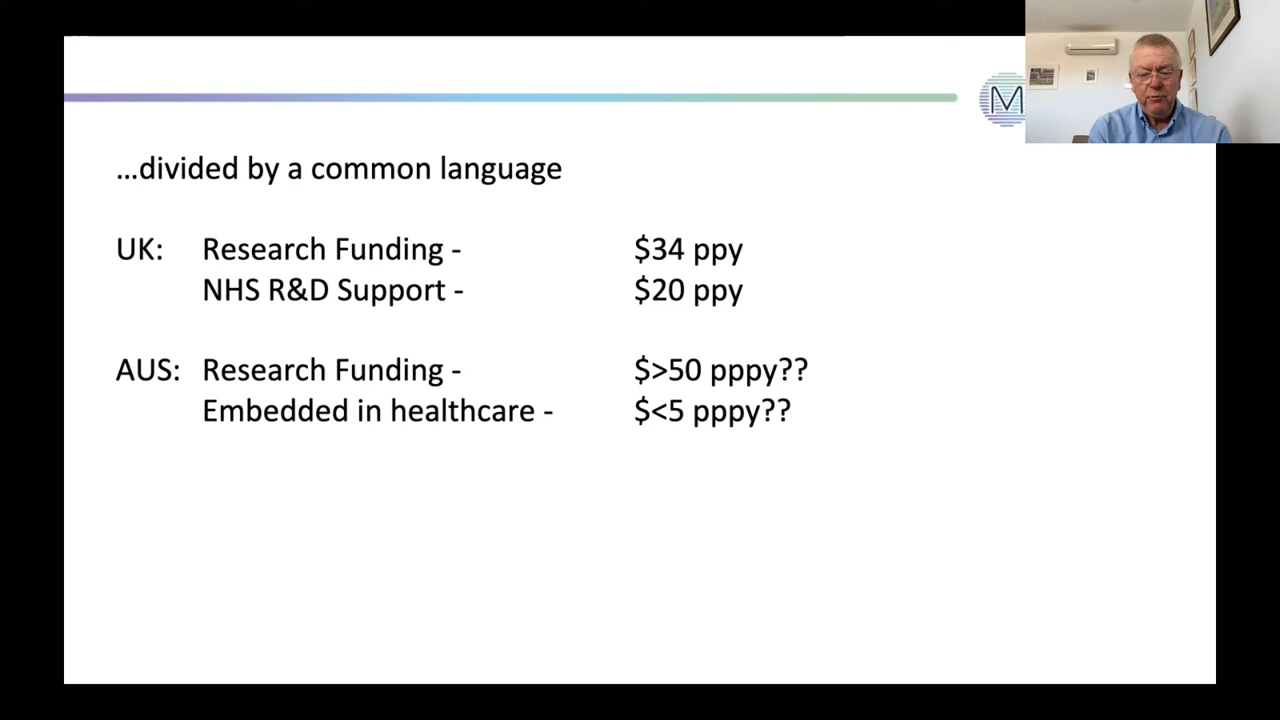 ...divided by a common language
UK: Research Funding - $34 ppy
NHS R&D Support - $20 ppy
AUS: Research Funding - $>50 pppy??
Embedded in healthcare - $<5 pppy??
M